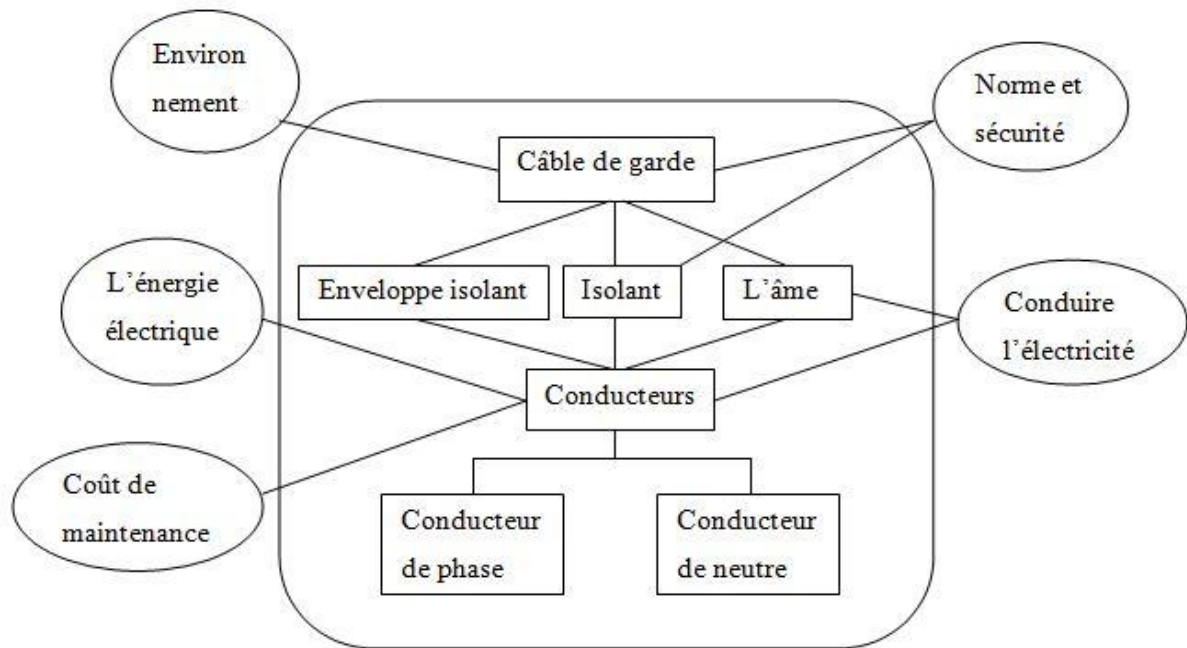 Environ
nement
Norme et
sécurité
Câble de garde
L'énergie
électrique
Enveloppe isolant
Isolant
L'âme
Conduire
l'électricité
Conducteurs
Coût de
maintenance
Conducteur
de phase
Conducteur
de neutre